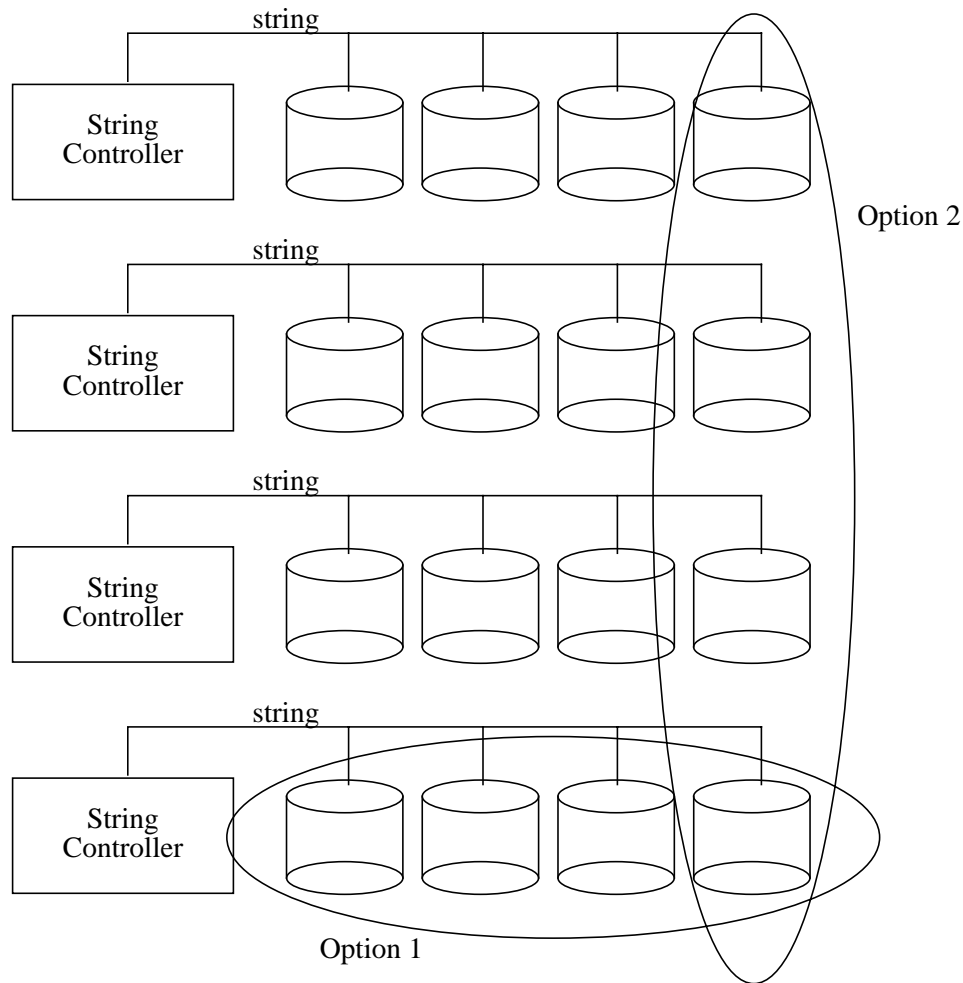 string
String
Controller
Option 2
string
String
Controller
string
String
Controller
string
String
Controller
Option 1